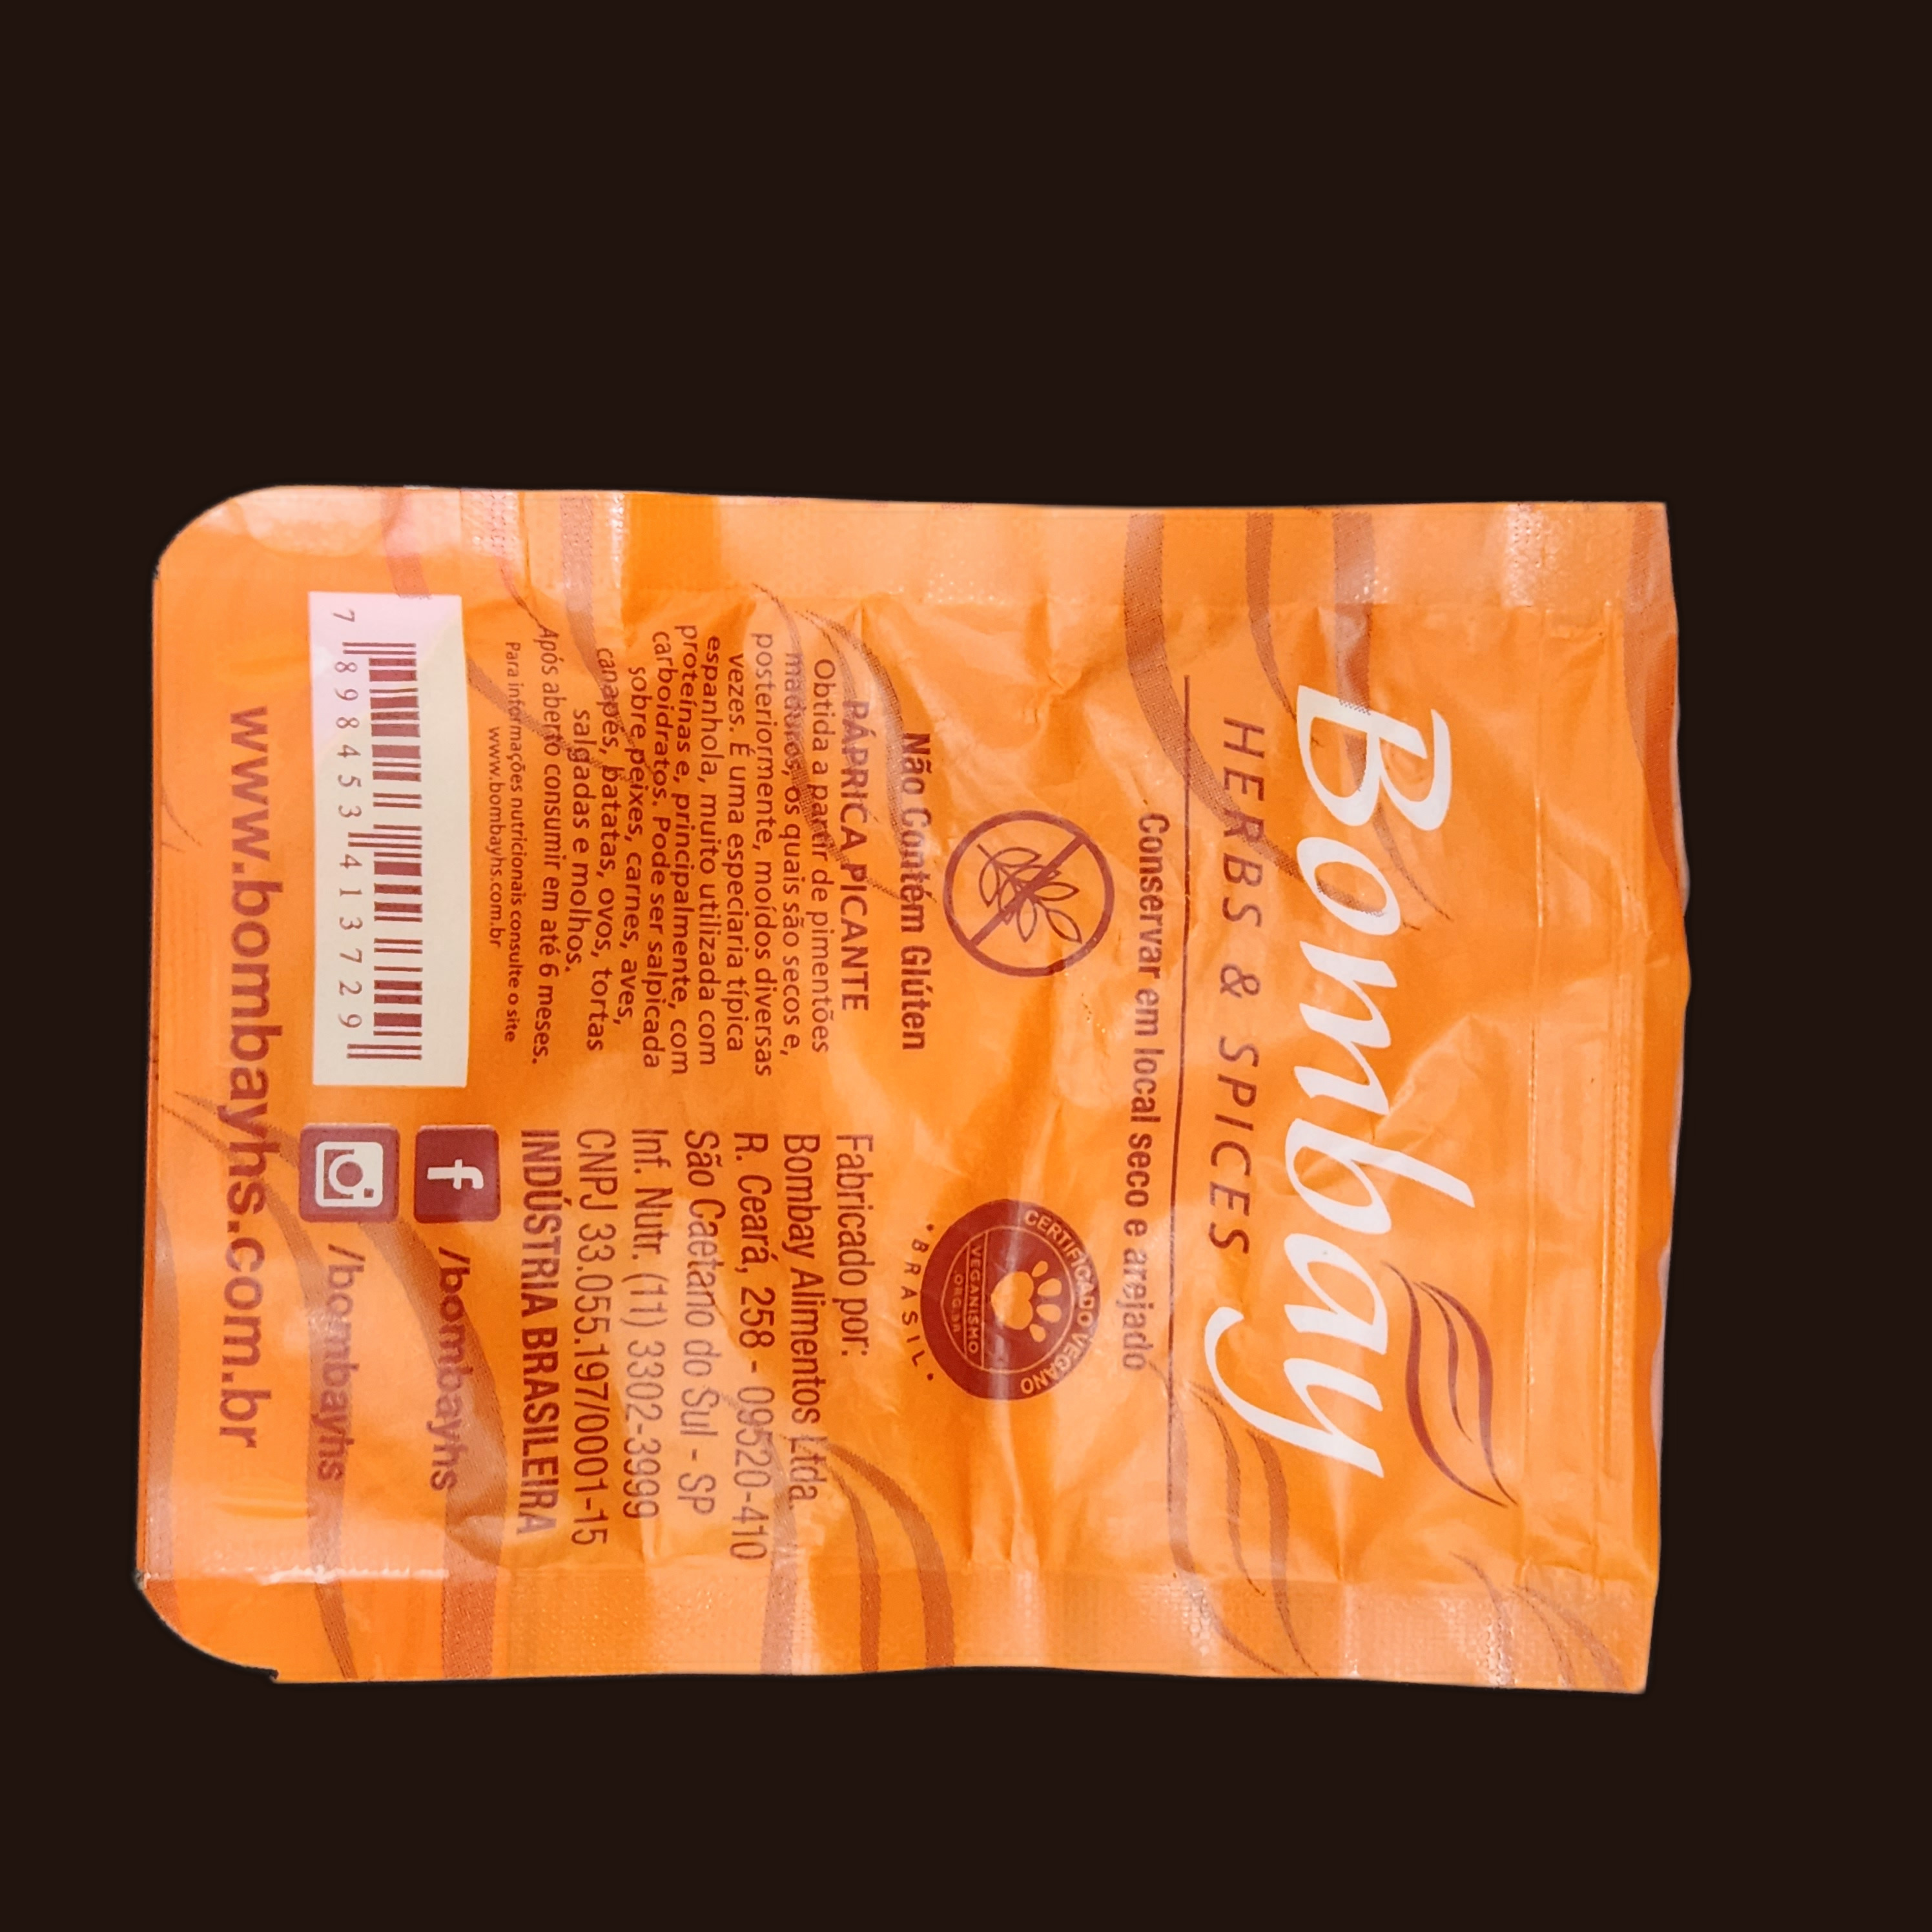 Bombay
HERBS & SPICES
Conservar em local seco e arejado
Não Contém Glúten
PÁPRICA PICANTE
Obtida a partir de pimentões
maduros, os quais são secos e,
posteriormente, moídos diversas
vezes. É uma especiaria típica
espanhola, muito utilizada com
proteínas e, principalmente, com
carboidratos. Pode ser salpicada
sobre peixes, carnes, aves,
canapés, batatas, ovos, tortas
salgadas e molhos.
Após aberto consumir em até 6 meses.
Para informações nutricionais consulte o site
www.bombayhs.com.br
7 898453 413729
CERTIFICADO VEGANO
VEGANISMO
.ORG.BR
• BRASIL •
Fabricado por:
Bombay Alimentos Ltda.
R. Ceará, 258 - 09520-410
São Caetano do Sul - SP
Inf. Nutr. (11) 3302-3999
CNPJ 33.055.197/0001-15
INDÚSTRIA BRASILEIRA
f /bombayhs
/bombayhs
www.bombayhs.com.br